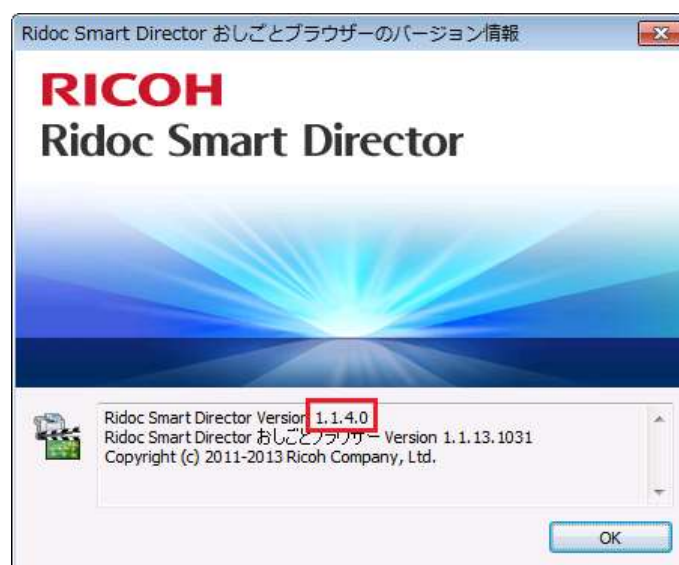 Ridoc Smart Director おしごとブラウザーのバージョン情報
RICOH
Ridoc Smart Director
Ridoc Smart Director Version 1.1.4.0
Ridoc Smart Director おしごとブラウザー Version 1.1.13.1031
Copyright (c) 2011-2013 Ricoh Company, Ltd.
OK